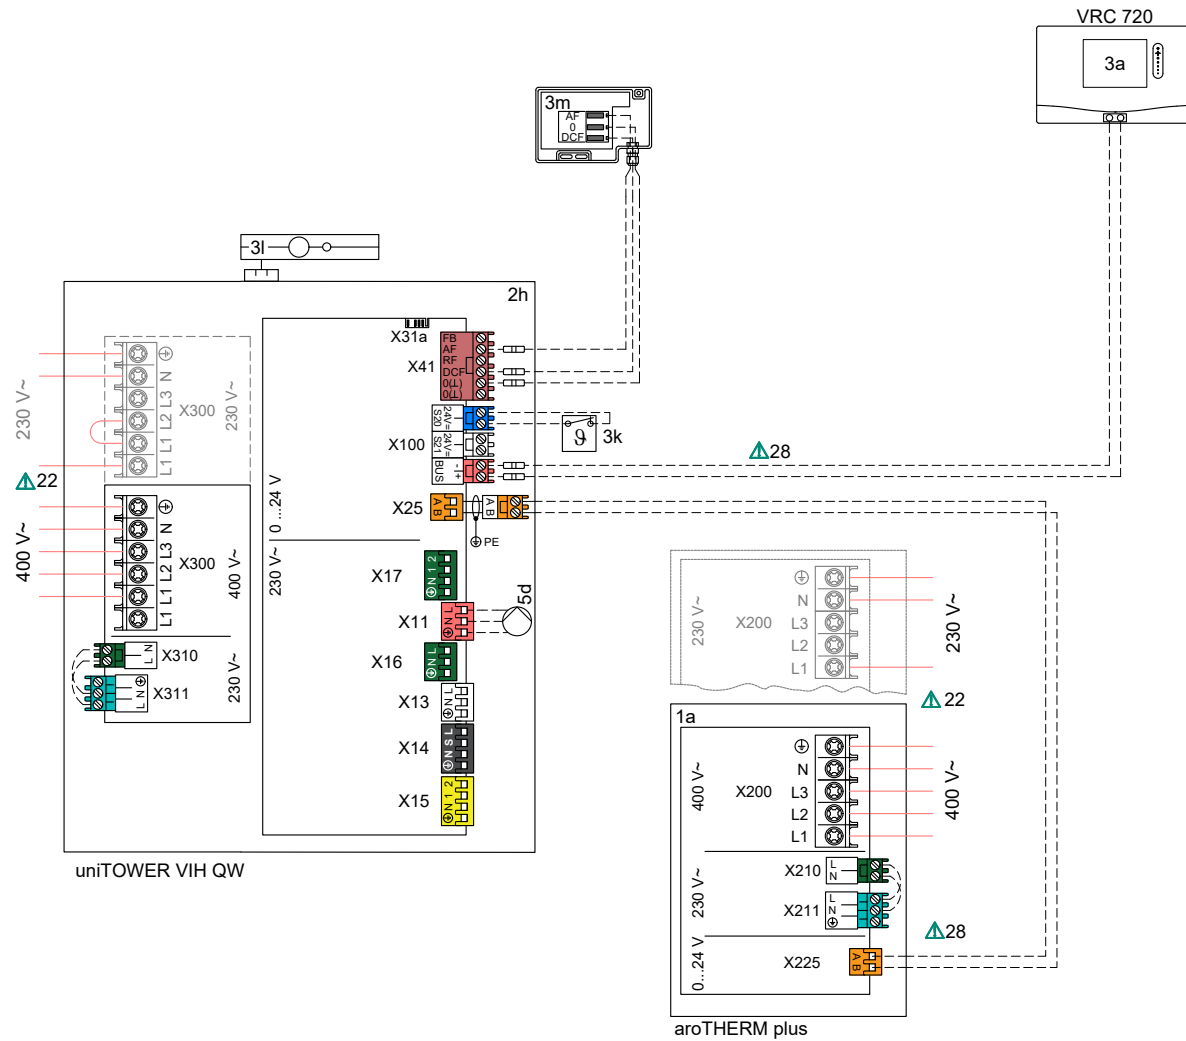 VRC 720
3a
3m
AF
0
DCF
3l
2h
X31a
FB
AF
RF
DCF
0(⊥)
0(⊥)
X41
230 V~
N
L3
L2
L1
L1
X300
230 V~
S20
24V=
S21
24V=
X100
BUS
- +
3k
28
22
X25
A
B
A
B
PE
0 ...24 V
230 V~
400 V~
N
L3
L2
L1
L1
X300
400 V~
X17
N 1 2
X11
N L
5d
X16
N L
X13
N L
X14
N S L
X15
N 1 2
X310
L N
X311
L N
230 V~
uniTOWER VIH QW
230 V~
X200
N
L3
L2
L1
230 V~
22
1a
400 V~
X200
N
L3
L2
L1
400 V~
X210
L
N
230 V~
X211
L
N
28
0...24 V
X225
A
B
aroTHERM plus